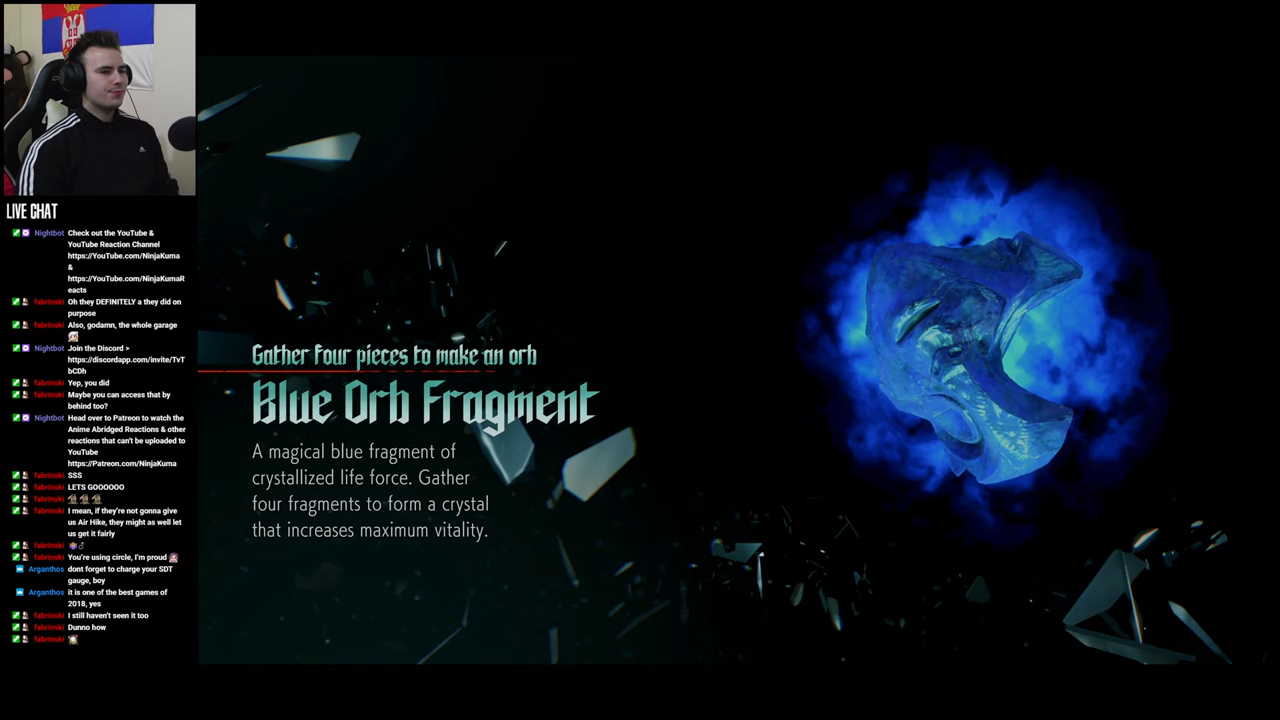 LIVE CHAT
Nightbot Check out the YouTube &
YouTube Reaction Channel
https://YouTube.com/NinjaKuma
&
https://YouTube.com/NinjaKumaR
eacts
fabrinski Oh they DEFINITELY a they did on
purpose
fabrinski Also, godamn, the whole garage
Nightbot Join the Discord >
https://discordapp.com/invite/TvT
bCDh
fabrinski Yep, you did
fabrinski Maybe you can access that by
behind too?
Nightbot Head over to Patreon to watch the
Anime Abridged Reactions & other
reactions that can't be uploaded to
YouTube
https://Patreon.com/NinjaKuma
fabrinski SSS
fabrinski LETS GOOOOOO
fabrinski
fabrinski I mean, if they're not gonna give
us Air Hike, they might as well let
us get it fairly
fabrinski
fabrinski You're using circle, I'm proud
Arganthos dont forget to charge your SDT
gauge, boy
Arganthos it is one of the best games of
2018, yes
fabrinski I still haven't seen it too
fabrinski Dunno how
fabrinski
Gather four pieces to make an orb
Blue Orb Fragment
A magical blue fragment of
crystallized life force. Gather
four fragments to form a crystal
that increases maximum vitality.